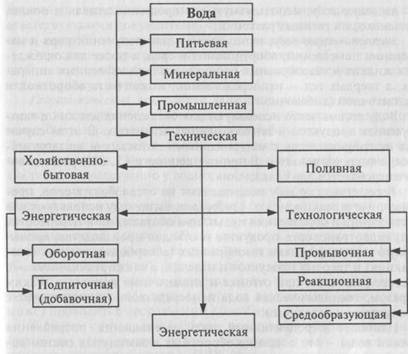 Вода
Питьевая
Минеральная
Промышленная
Техническая
Хозяйственно-
бытовая
Поливная
Энергетическая
Технологическая
Оборотная
Промывочная
Подпиточная
(добавочная)
Реакционная
Средообразующая
Энергетическая